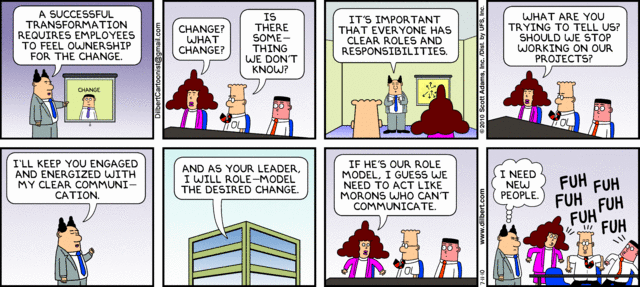 A SUCCESSFUL
TRANSFORMATION
REQUIRES EMPLOYEES
TO FEEL OWNERSHIP
FOR THE CHANGE.
CHANGE
DilbertCartoonist@gmail.com
CHANGE?
WHAT
CHANGE?
IS
THERE
SOME-
THING
WE DON'T
KNOW?
IT'S IMPORTANT
THAT EVERYONE HAS
CLEAR ROLES AND
RESPONSIBILITIES.
© 2010 Scott Adams, Inc./Dist. by UFS, Inc.
WHAT ARE YOU
TRYING TO TELL US?
SHOULD WE STOP
WORKING ON OUR
PROJECTS?
I'LL KEEP YOU ENGAGED
AND ENERGIZED WITH
MY CLEAR COMMUNI-
CATION.
AND AS YOUR LEADER,
I WILL ROLE-MODEL
THE DESIRED CHANGE.
IF HE'S OUR ROLE
MODEL, I GUESS WE
NEED TO ACT LIKE
MORONS WHO CAN'T
COMMUNICATE.
www.dilbert.com
7-11-10
I NEED
NEW
PEOPLE.
FUH
FUH
FUH
FUH
FUH
FUH